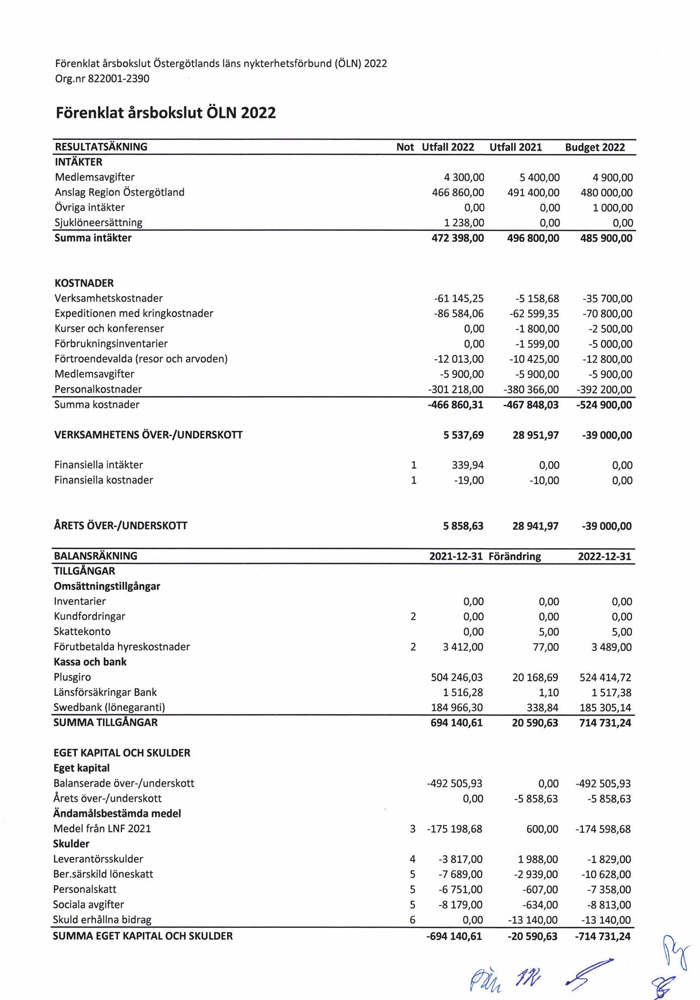 Förenklat årsbokslut Östergötlands läns nykterhetsförbund (ÖLN) 2022
Org.nr 822001-2390
Förenklat årsbokslut ÖLN 2022
RESULTATSÄKNING Not Utfall 2022 Utfall 2021 Budget 2022
INTÄKTER
Medlemsavgifter 4 300,00 5 400,00 4 900,00
Anslag Region Östergötland 466 860,00 491 400,00 480 000,00
Övriga intäkter 0,00 0,00 1 000,00
Sjuklöneersättning 1 238,00 0,00 0,00
Summa intäkter 472 398,00 496 800,00 485 900,00
KOSTNADER
Verksamhetskostnader -61 145,25 -5 158,68 -35 700,00
Expeditionen med kringkostnader -86 584,06 -62 599,35 -70 800,00
Kurser och konferenser 0,00 -1 800,00 -2 500,00
Förbrukningsinventarier 0,00 -1 599,00 -5 000,00
Förtroendevalda (resor och arvoden) -12 013,00 -10 425,00 -12 800,00
Medlemsavgifter -5 900,00 -5 900,00 -5 900,00
Personalkostnader -301 218,00 -380 366,00 -392 200,00
Summa kostnader -466 860,31 -467 848,03 -524 900,00
VERKSAMHETENS ÖVER-/UNDERSKOTT 5 537,69 28 951,97 -39 000,00
Finansiella intäkter 1 339,94 0,00 0,00
Finansiella kostnader 1 -19,00 -10,00 0,00
ÅRETS ÖVER-/UNDERSKOTT 5 858,63 28 941,97 -39 000,00
BALANSRÄKNING 2021-12-31 Förändring 2022-12-31
TILLGÅNGAR
Omsättningstillgångar
Inventarier 0,00 0,00 0,00
Kundfordringar 2 0,00 0,00 0,00
Skattekonto 0,00 5,00 5,00
Förutbetalda hyreskostnader 2 3 412,00 77,00 3 489,00
Kassa och bank
Plusgiro 504 246,03 20 168,69 524 414,72
Länsförsäkringar Bank 1 516,28 1,10 1 517,38
Swedbank (lönegaranti) 184 966,30 338,84 185 305,14
SUMMA TILLGÅNGAR 694 140,61 20 590,63 714 731,24
EGET KAPITAL OCH SKULDER
Eget kapital
Balanserade över-/underskott -492 505,93 0,00 -492 505,93
Årets över-/underskott 0,00 -5 858,63 -5 858,63
Ändamålsbestämda medel
Medel från LNF 2021 3 -175 198,68 600,00 -174 598,68
Skulder
Leverantörsskulder 4 -3 817,00 1 988,00 -1 829,00
Ber.särskild löneskatt 5 -7 689,00 -2 939,00 -10 628,00
Personalskatt 5 -6 751,00 -607,00 -7 358,00
Sociala avgifter 5 -8 179,00 -634,00 -8 813,00
Skuld erhållna bidrag 6 0,00 -13 140,00 -13 140,00
SUMMA EGET KAPITAL OCH SKULDER -694 140,61 -20 590,63 -714 731,24